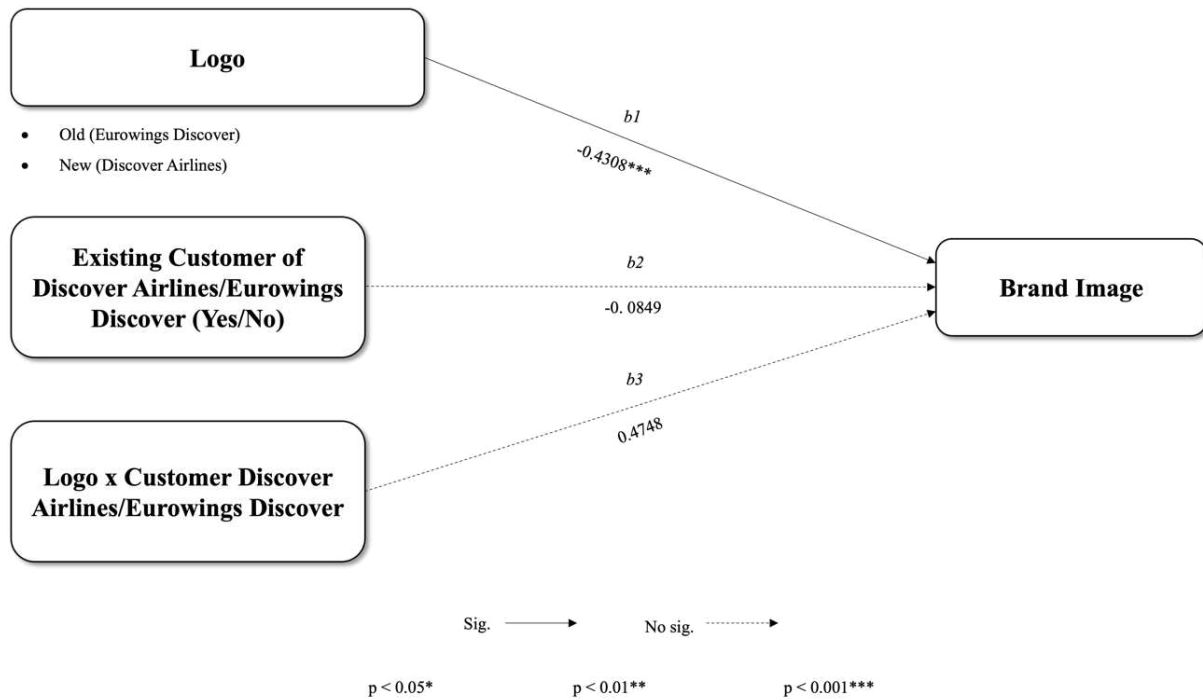 Logo
• Old (Eurowings Discover)
• New (Discover Airlines)
b1
-0.4308***
Existing Customer of
Discover Airlines/Eurowings
Discover (Yes/No)
b2
-0. 0849
Brand Image
b3
0.4748
Logo x Customer Discover
Airlines/Eurowings Discover
Sig. No sig.
p < 0.05* p < 0.01** p < 0.001***